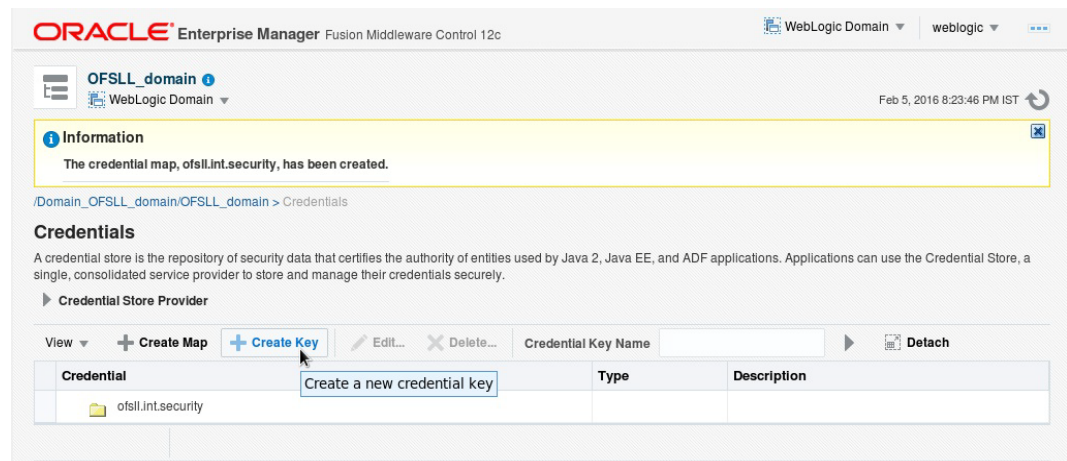 ORACLE Enterprise Manager Fusion Middleware Control 12c
WebLogic Domain
weblogic
OFSLL_domain
WebLogic Domain
Feb 5, 2016 8:23:46 PM IST
Information
The credential map, ofsll.int.security, has been created.
/Domain_OFSLL_domain/OFSLL_domain > Credentials
Credentials
A credential store is the repository of security data that certifies the authority of entities used by Java 2, Java EE, and ADF applications. Applications can use the Credential Store, a
single, consolidated service provider to store and manage their credentials securely.
Credential Store Provider
View
Create Map
Create Key
Edit...
Delete...
Credential Key Name
Detach
Credential
Type
Description
Create a new credential key
ofsll.int.security